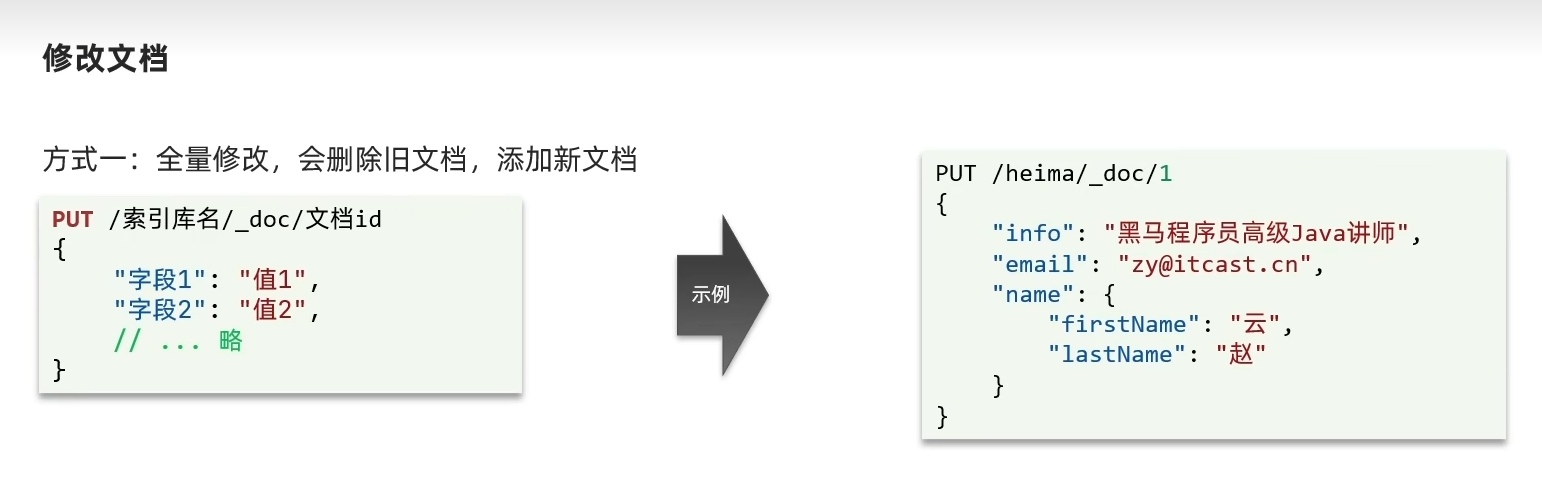 修改文档
方式一：全量修改，会删除旧文档，添加新文档
PUT /索引库名/_doc/文档id
{
    "字段1": "值1",
    "字段2": "值2",
    // ... 略
}
示例
PUT /heima/_doc/1
{
    "info": "黑马程序员高级Java讲师",
    "email": "zy@itcast.cn",
    "name": {
        "firstName": "云",
        "lastName": "赵"
    }
}